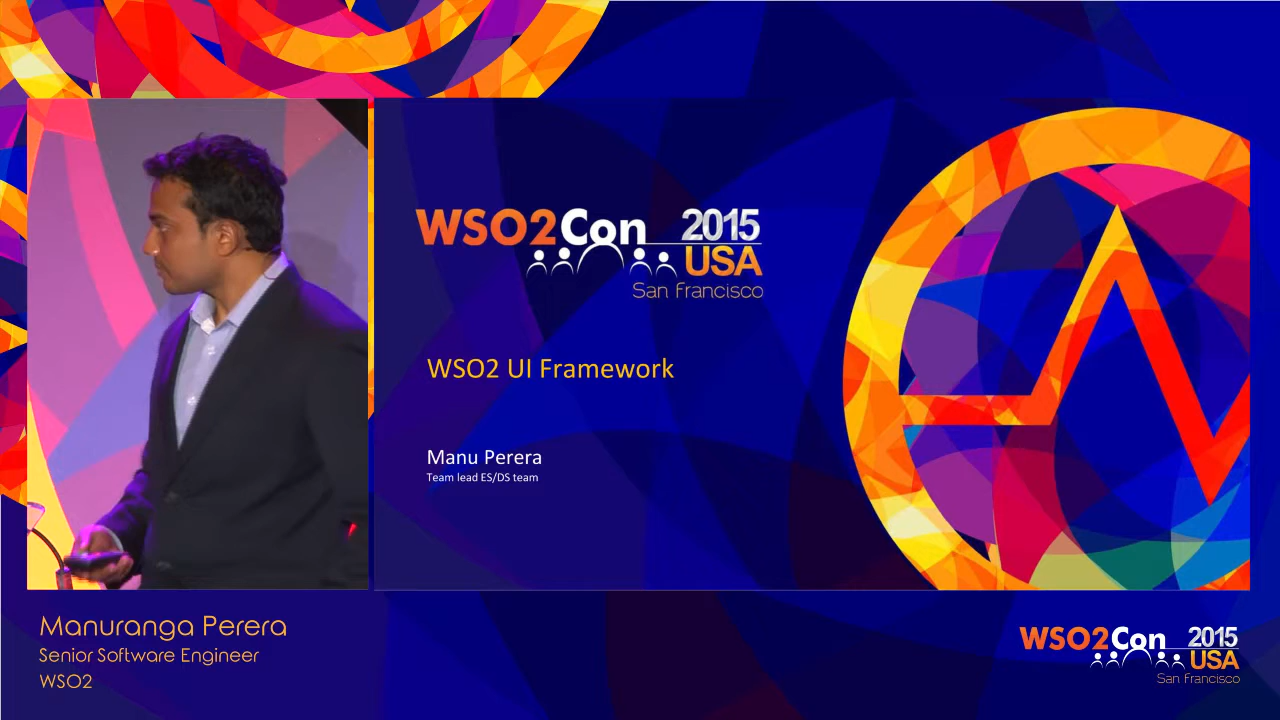 WSO2Con 2015
USA
San Francisco
WSO2 UI Framework
Manu Perera
Team lead ES/DS team
Manuranga Perera
Senior Software Engineer
WSO2
WSO2Con 2015
USA
San Francisco